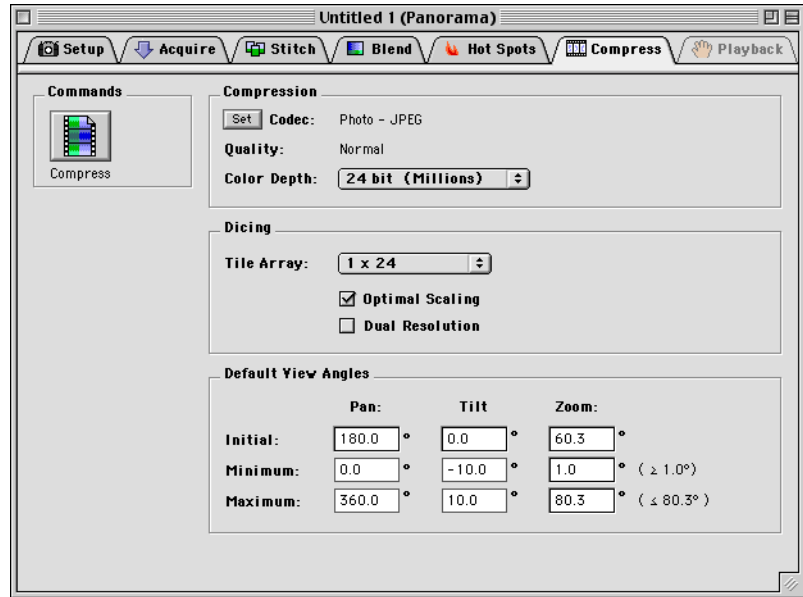 Untitled 1 (Panorama)
Setup Acquire Stitch Blend Hot Spots Compress Playback
Commands
Compress
Compression
Set Codec: Photo - JPEG
Quality: Normal
Color Depth: 24 bit (Millions)
Dicing
Tile Array: 1 x 24
Optimal Scaling
Dual Resolution
Default View Angles
Pan: Tilt Zoom:
Initial: 180.0 ° 0.0 ° 60.3 °
Minimum: 0.0 ° -10.0 ° 1.0 ° ( ≥ 1.0° )
Maximum: 360.0 ° 10.0 ° 80.3 ° ( ≤ 80.3° )